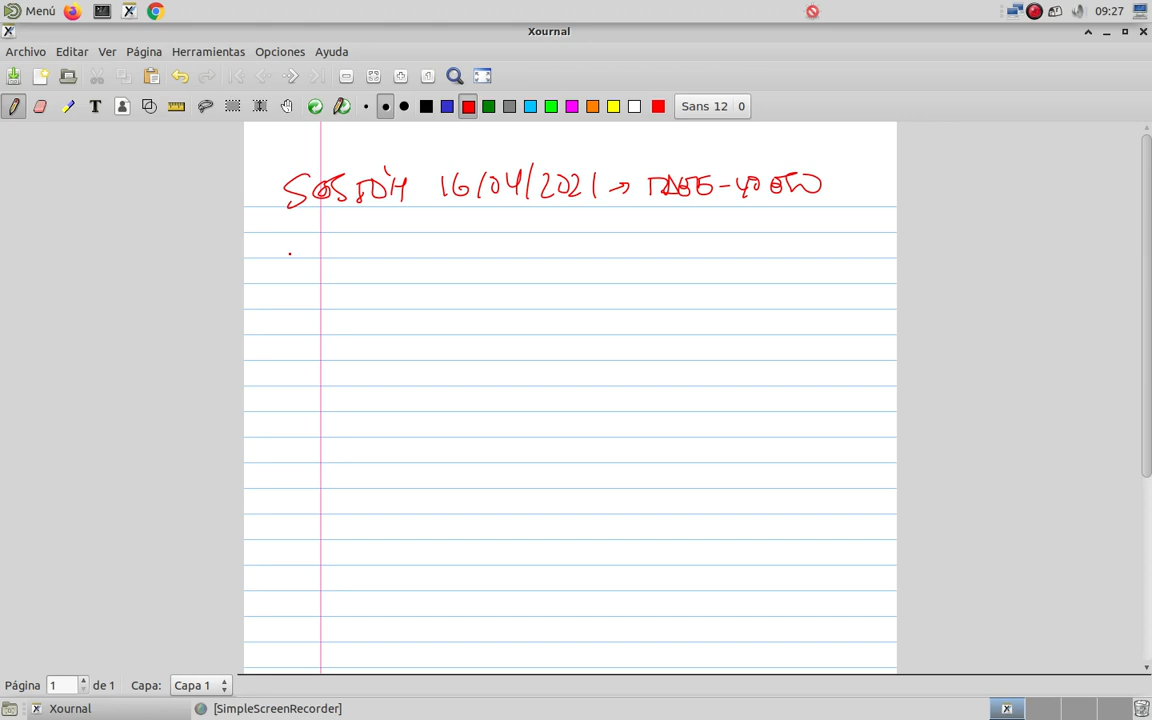 Menú 09:27
Xournal
Archivo Editar Ver Página Herramientas Opciones Ayuda
Sans 12 0
SESIÓN 16/04/2021 →
Página 1 de 1 Capa: Capa 1
Xournal [SimpleScreenRecorder]